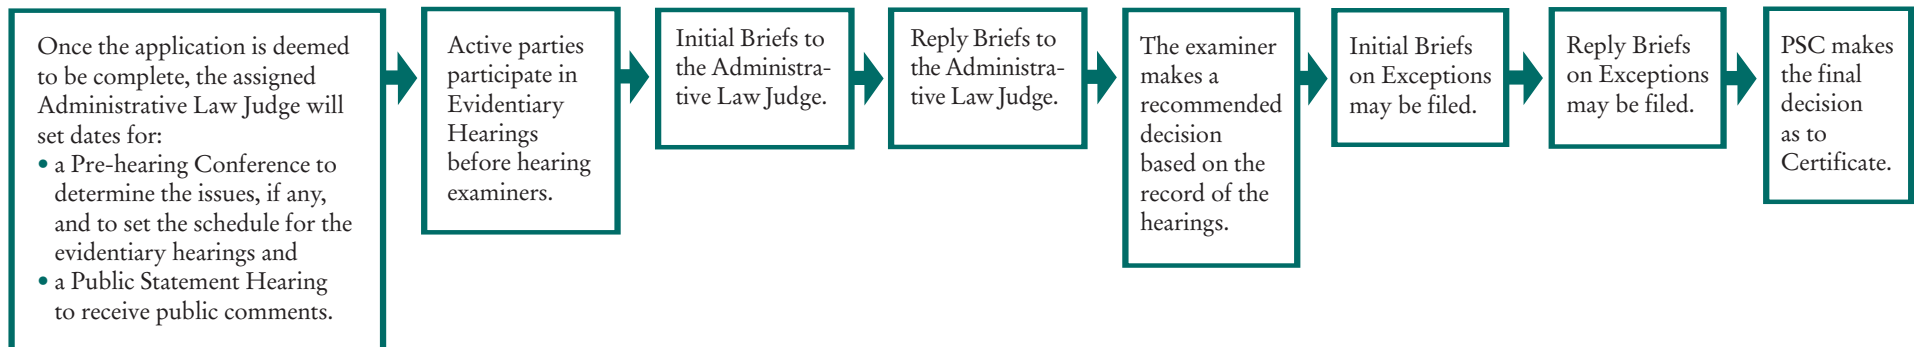 Once the application is deemed
to be complete, the assigned
Administrative Law Judge will
set dates for:
• a Pre-hearing Conference to
determine the issues, if any,
and to set the schedule for the
evidentiary hearings and
• a Public Statement Hearing
to receive public comments.
Active parties
participate in
Evidentiary
Hearings
before hearing
examiners.
Initial Briefs to
the Administra-
tive Law Judge.
Reply Briefs to
the Administra-
tive Law Judge.
The examiner
makes a
recommended
decision
based on the
record of the
hearings.
Initial Briefs
on Exceptions
may be filed.
Reply Briefs
on Exceptions
may be filed.
PSC makes
the final
decision
as to
Certificate.